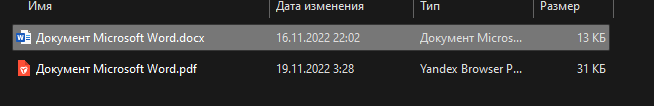 Имя Дата изменения Тип Размер
Документ Microsoft Word.docx 16.11.2022 22:02 Документ Micros... 13 КБ
Документ Microsoft Word.pdf 19.11.2022 3:28 Yandex Browser P... 31 КБ